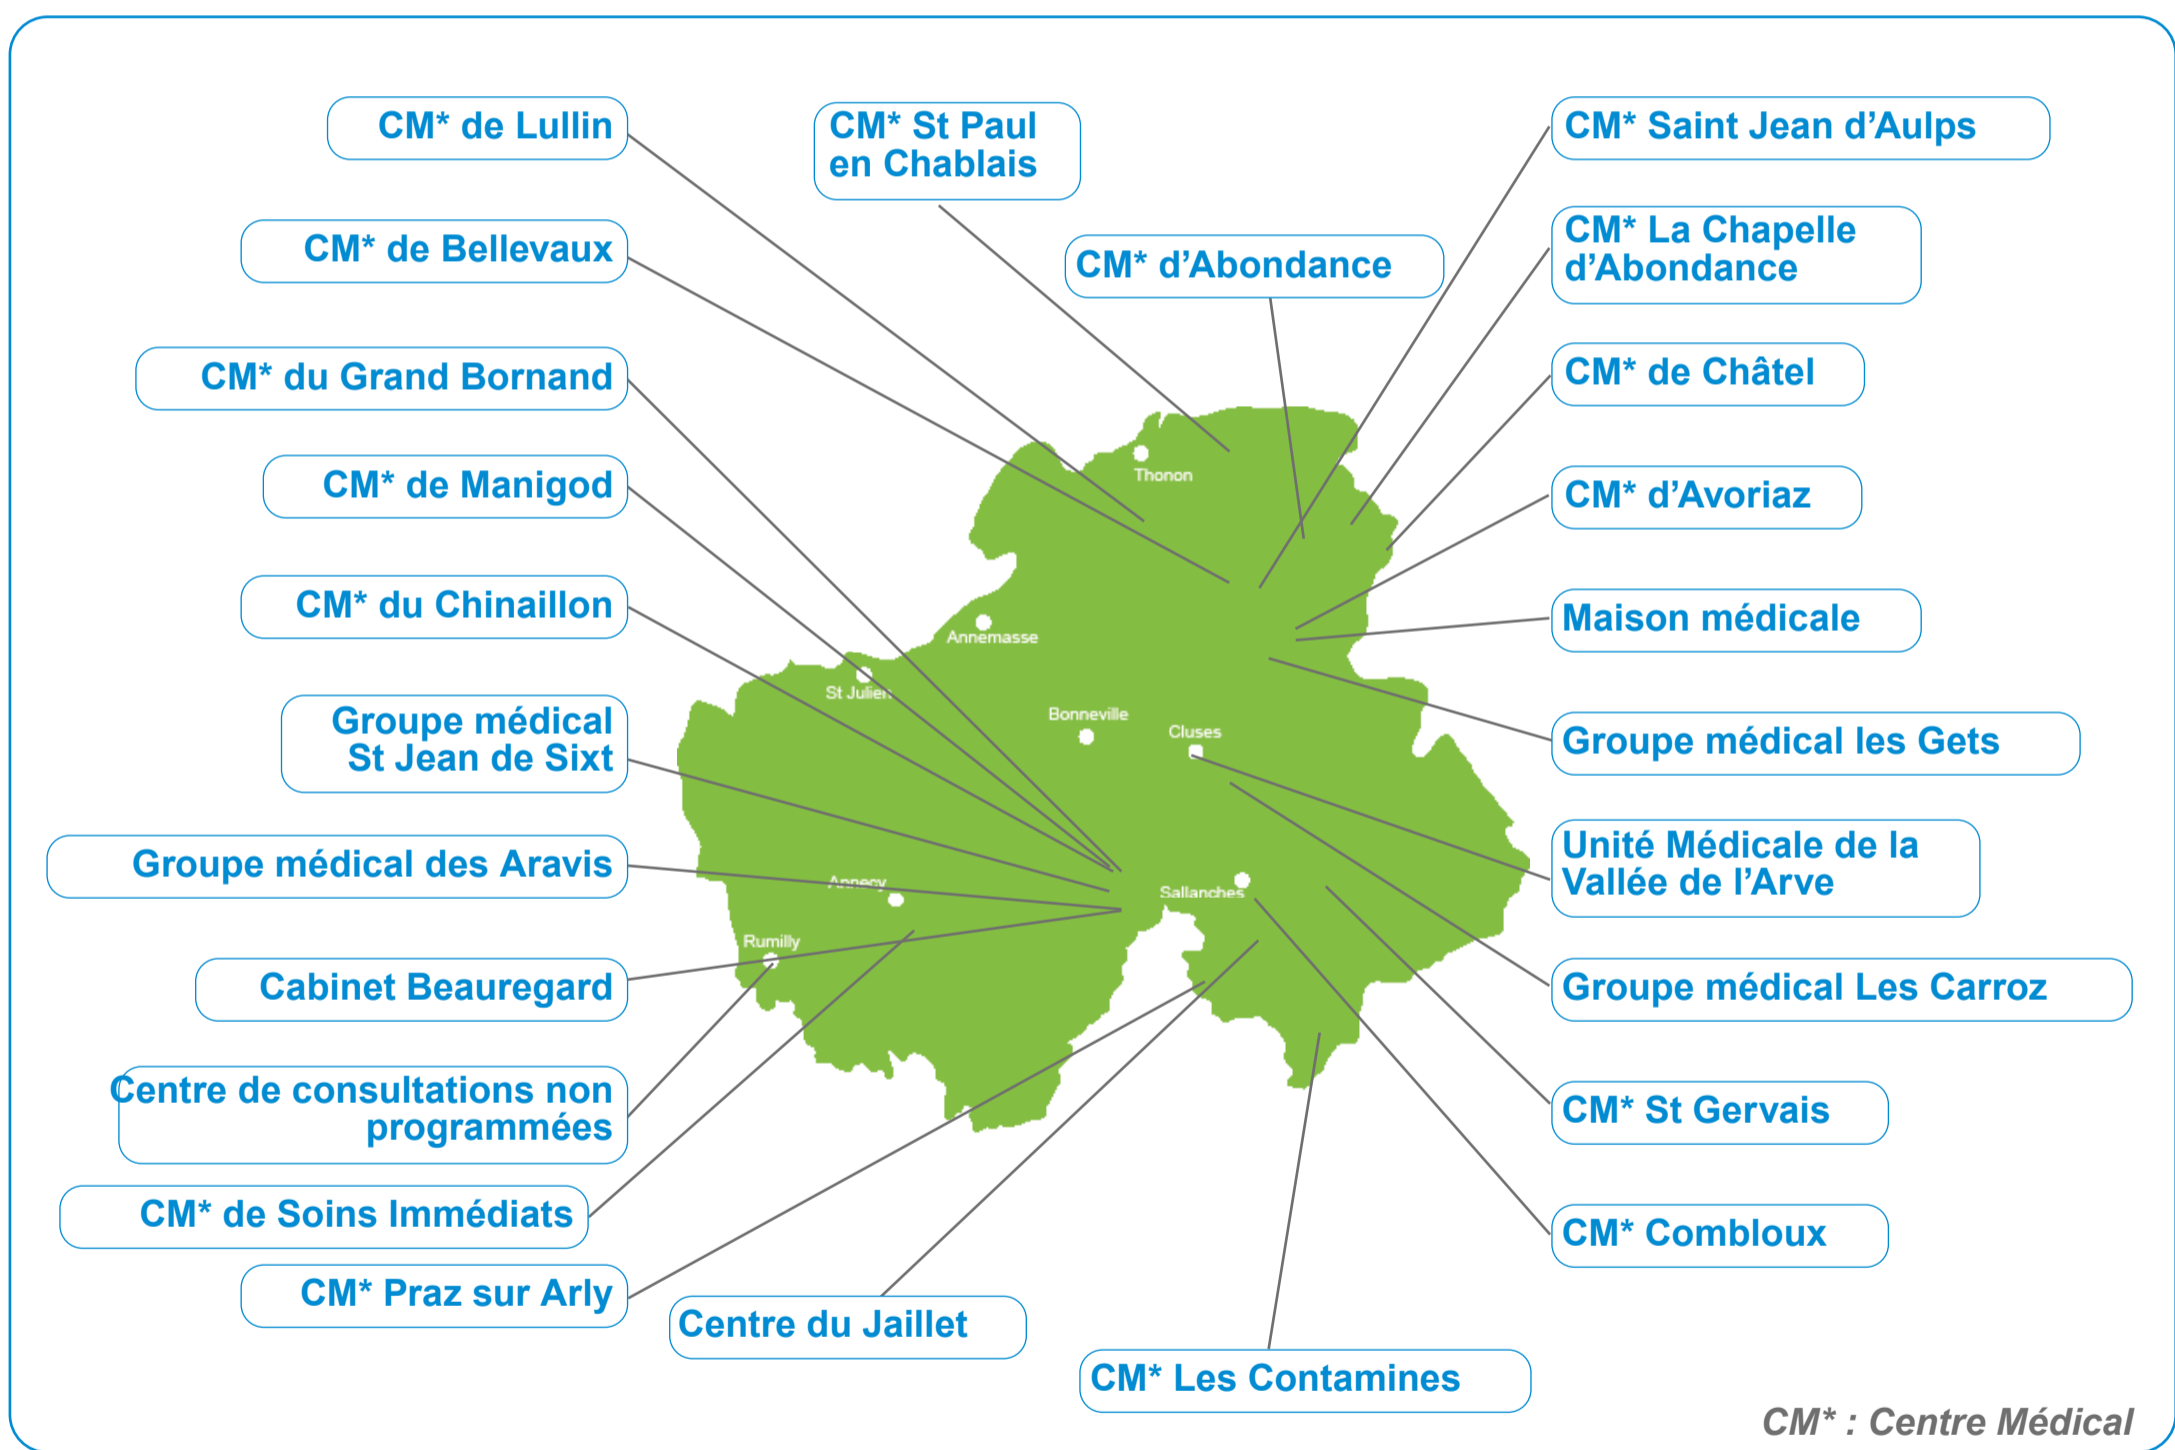 CM* de Lullin
CM* St Paul
en Chablais
CM* Saint Jean d’Aulps
CM* de Bellevaux
CM* d’Abondance
CM* La Chapelle
d’Abondance
CM* du Grand Bornand
CM* de Châtel
CM* de Manigod
Thonon
CM* d’Avoriaz
CM* du Chinaillon
Annemasse
Maison médicale
St Julien
Groupe médical
St Jean de Sixt
Bonneville
Cluses
Groupe médical les Gets
Groupe médical des Aravis
Annecy
Sallanches
Unité Médicale de la
Vallée de l’Arve
Rumilly
Cabinet Beauregard
Groupe médical Les Carroz
Centre de consultations non
programmées
CM* St Gervais
CM* de Soins Immédiats
CM* Combloux
CM* Praz sur Arly
Centre du Jaillet
CM* Les Contamines
CM* : Centre Médical